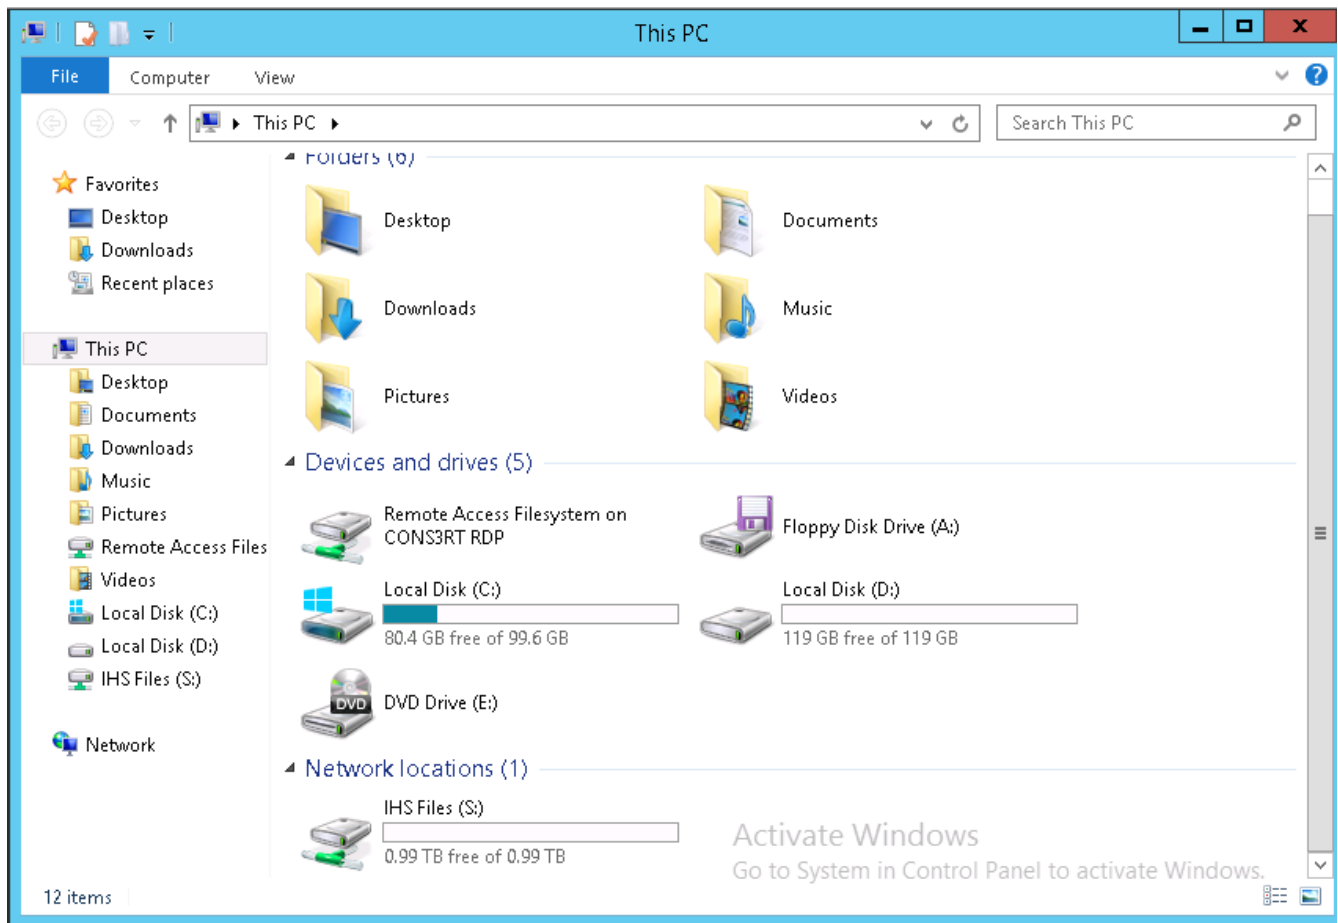 This PC
File Computer View
This PC
Search This PC
Favorites
Desktop
Downloads
Recent places
This PC
Desktop
Documents
Downloads
Music
Pictures
Remote Access Files
Videos
Local Disk (C:)
Local Disk (D:)
IHS Files (S:)
Network
Folders (6)
Desktop
Documents
Downloads
Music
Pictures
Videos
Devices and drives (5)
Remote Access Filesystem on
CONS3RT RDP
Floppy Disk Drive (A:)
Local Disk (C:)
80.4 GB free of 99.6 GB
Local Disk (D:)
119 GB free of 119 GB
DVD
DVD Drive (E:)
Network locations (1)
IHS Files (S:)
0.99 TB free of 0.99 TB
Activate Windows
Go to System in Control Panel to activate Windows.
12 items